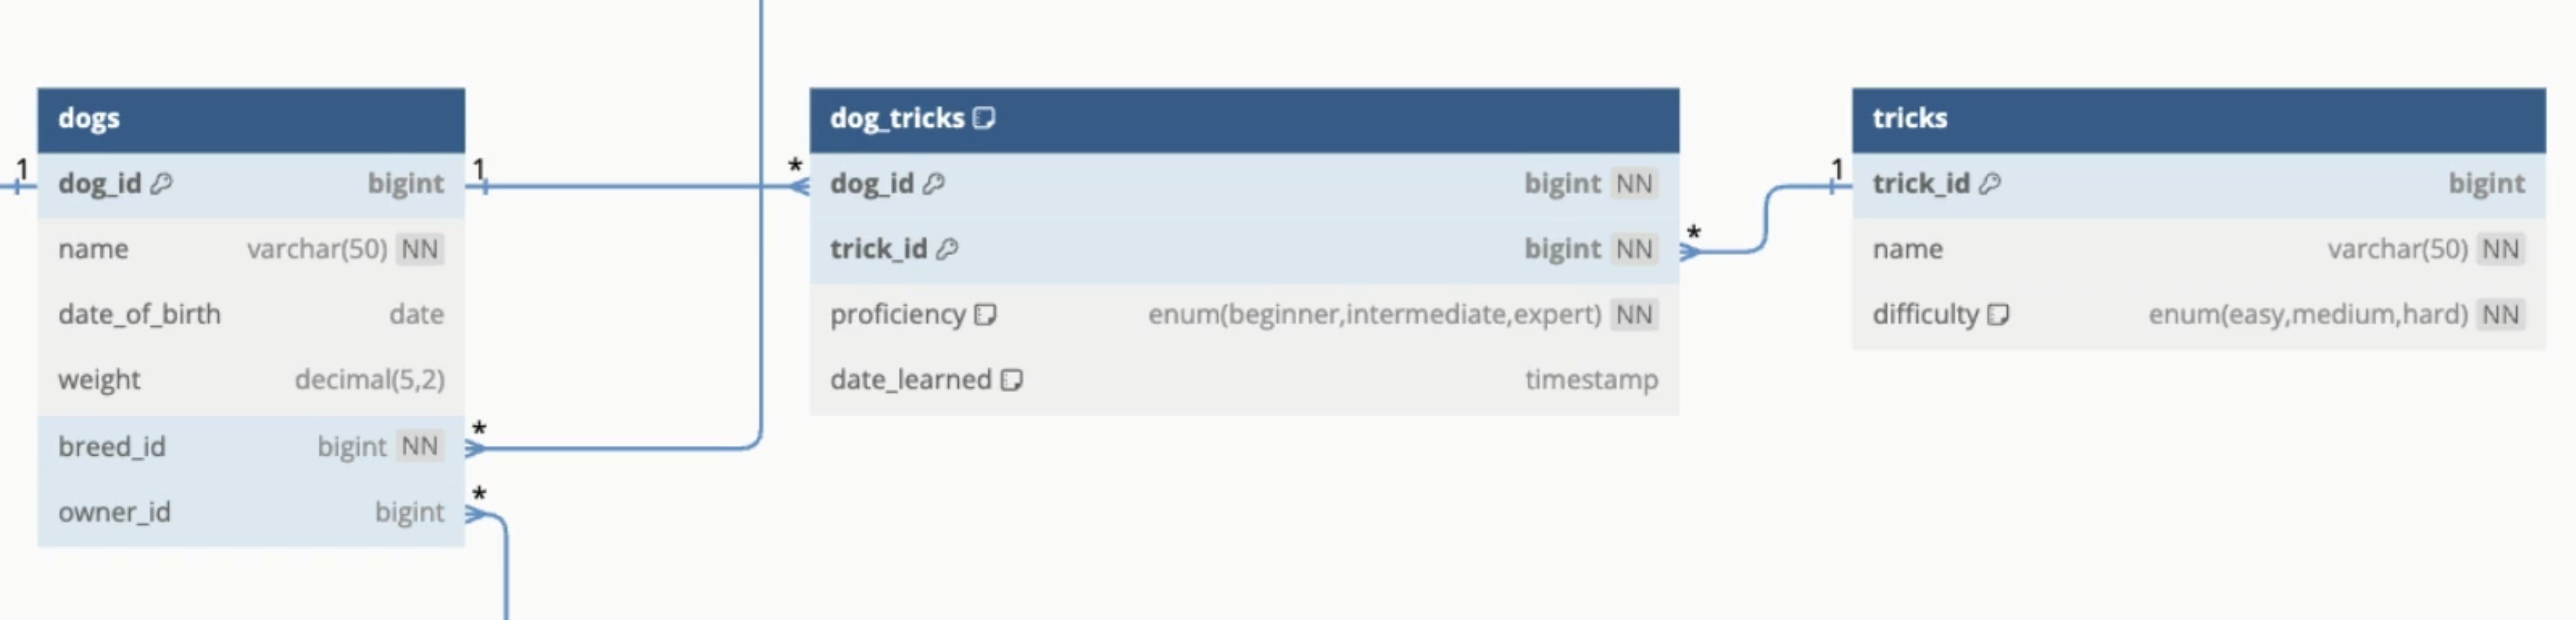 dogs
1 dog_id bigint 1
name varchar(50) NN
date_of_birth date
weight decimal(5,2)
breed_id bigint NN *
owner_id bigint *
dog_tricks
* dog_id bigint NN
trick_id bigint NN *
proficiency enum(beginner,intermediate,expert) NN
date_learned timestamp
tricks
1 trick_id bigint
name varchar(50) NN
difficulty enum(easy,medium,hard) NN